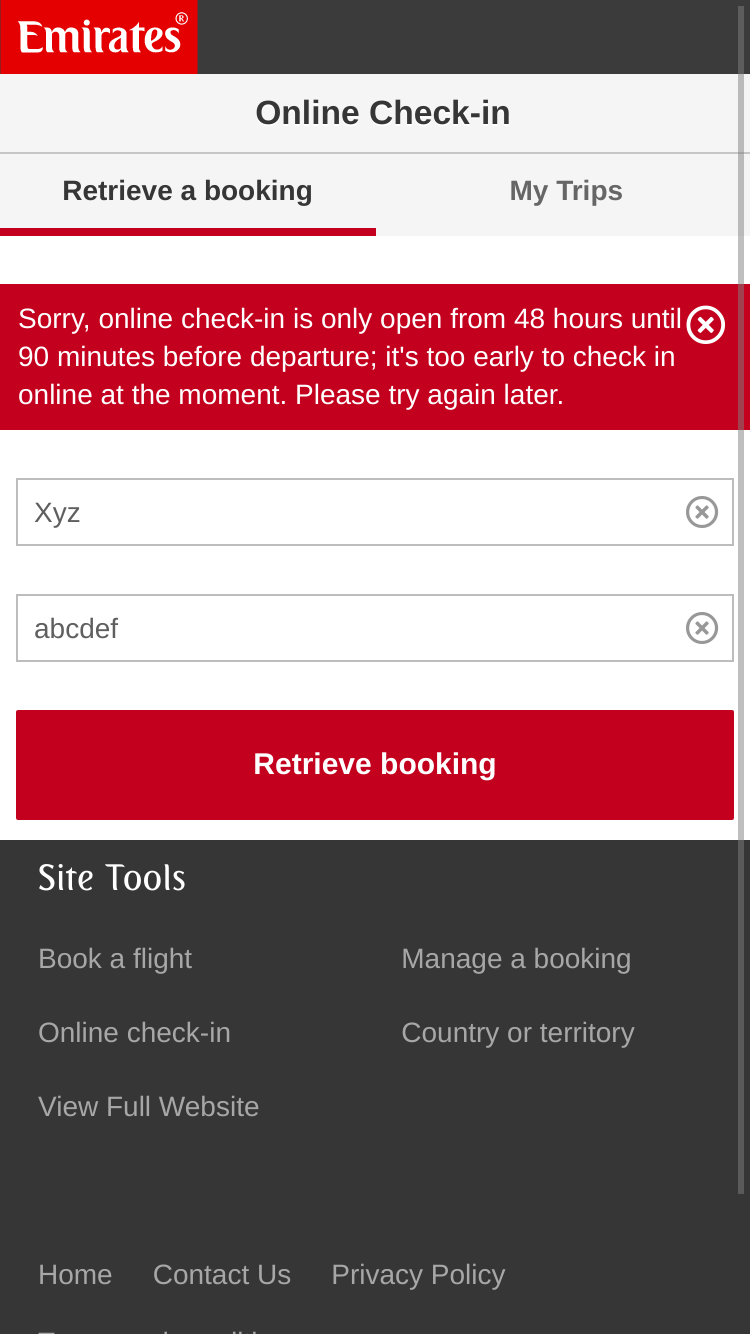 Emirates®
Online Check-in
Retrieve a booking
My Trips
Sorry, online check-in is only open from 48 hours until
90 minutes before departure; it's too early to check in
online at the moment. Please try again later.
Xyz
abcdef
Retrieve booking
Site Tools
Book a flight
Manage a booking
Online check-in
Country or territory
View Full Website
Home
Contact Us
Privacy Policy